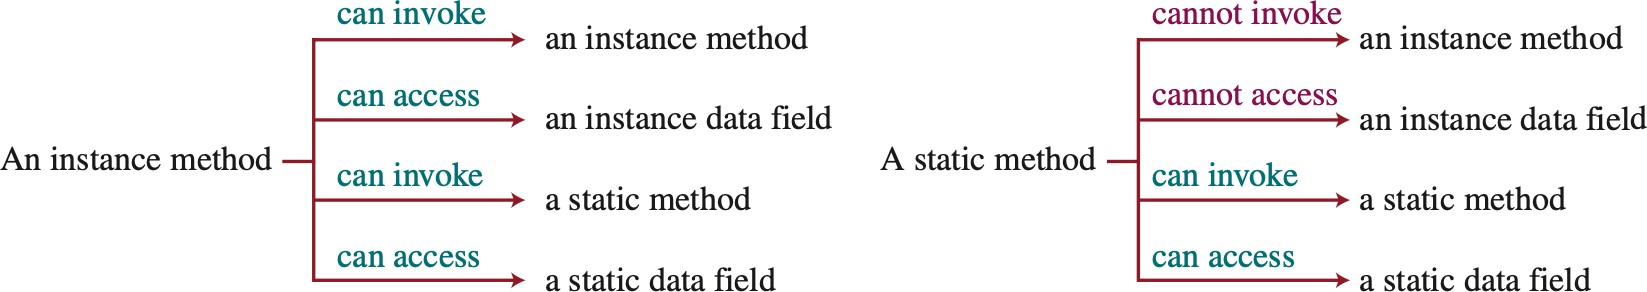 can invoke
an instance method
can access
an instance data field
An instance method
can invoke
a static method
can access
a static data field
cannot invoke
an instance method
cannot access
an instance data field
A static method
can invoke
a static method
can access
a static data field